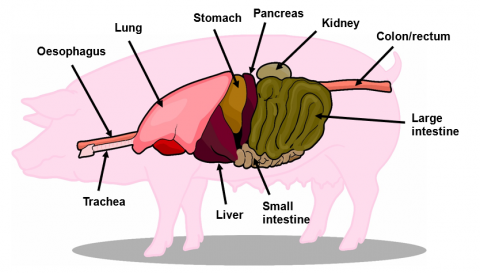 Pancreas
Stomach
Kidney
Lung
Colon/rectum
Oesophagus
Large
intestine
Trachea
Liver
Small
intestine